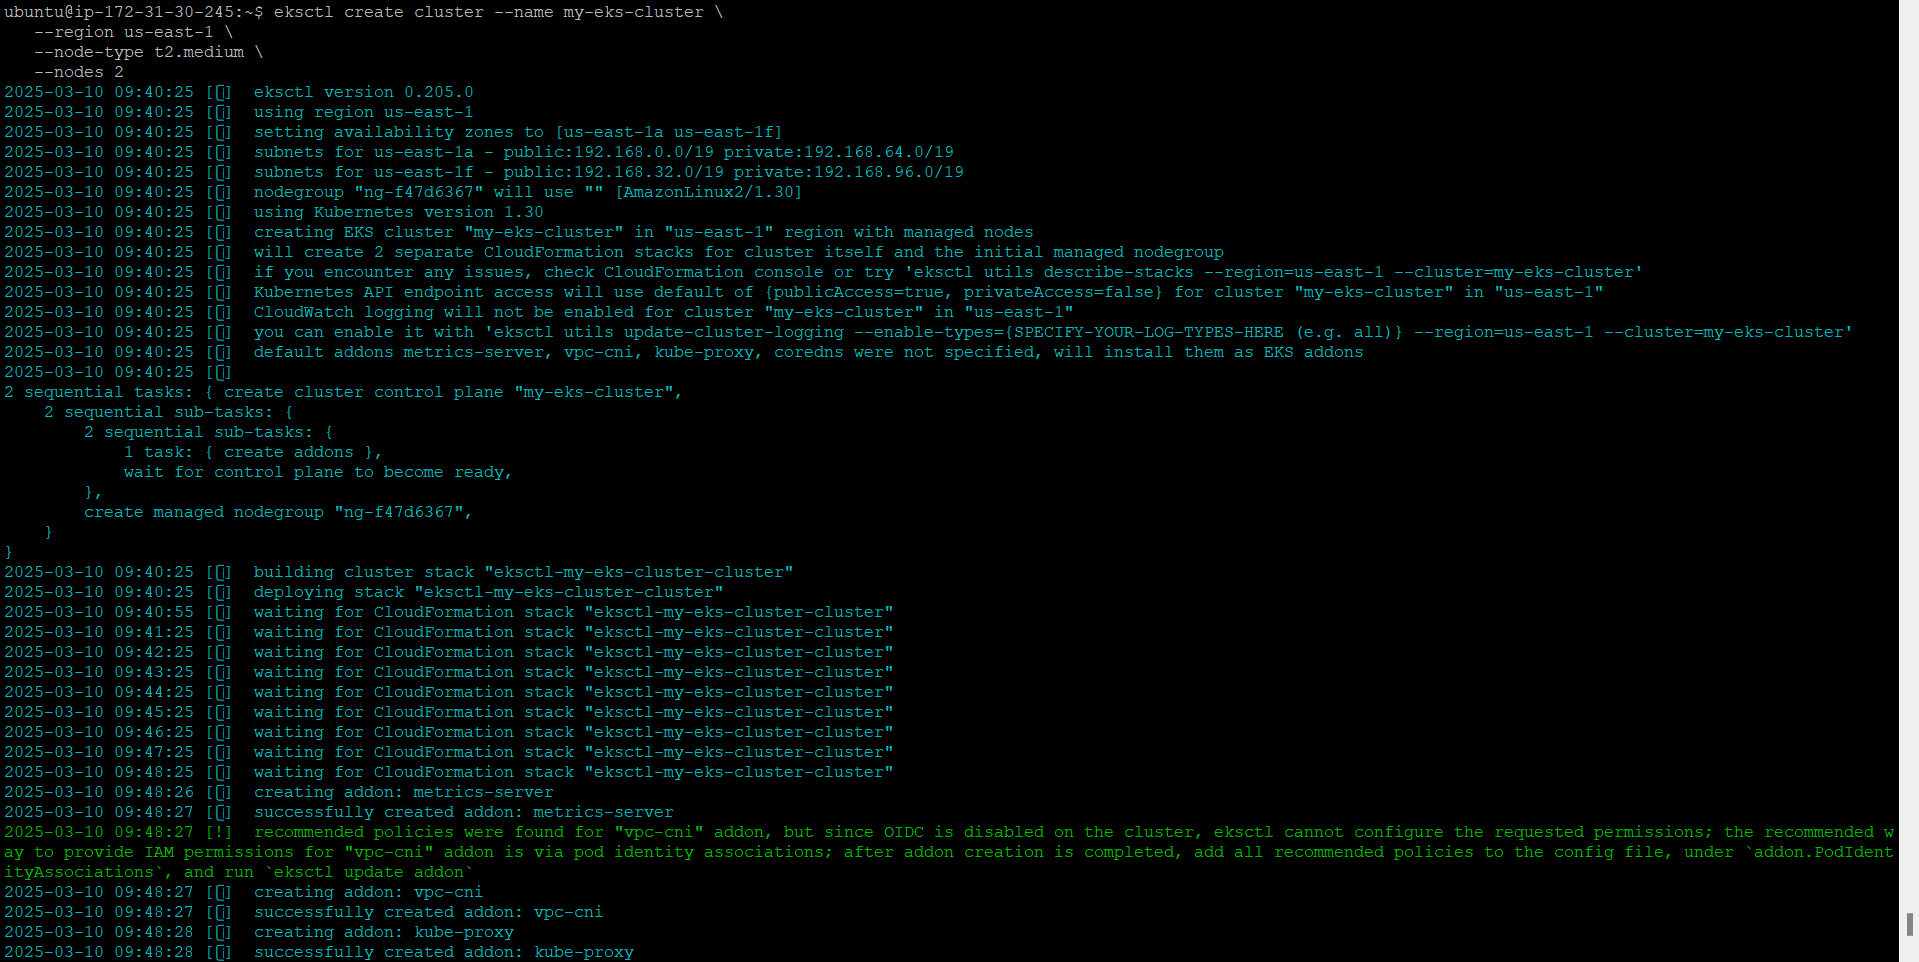 ubuntu@ip-172-31-30-245:~$ eksctl create cluster --name my-eks-cluster \
   --region us-east-1 \
   --node-type t2.medium \
   --nodes 2
2025-03-10 09:40:25 [ℹ]  eksctl version 0.205.0
2025-03-10 09:40:25 [ℹ]  using region us-east-1
2025-03-10 09:40:25 [ℹ]  setting availability zones to [us-east-1a us-east-1f]
2025-03-10 09:40:25 [ℹ]  subnets for us-east-1a - public:192.168.0.0/19 private:192.168.64.0/19
2025-03-10 09:40:25 [ℹ]  subnets for us-east-1f - public:192.168.32.0/19 private:192.168.96.0/19
2025-03-10 09:40:25 [ℹ]  nodegroup "ng-f47d6367" will use "" [AmazonLinux2/1.30]
2025-03-10 09:40:25 [ℹ]  using Kubernetes version 1.30
2025-03-10 09:40:25 [ℹ]  creating EKS cluster "my-eks-cluster" in "us-east-1" region with managed nodes
2025-03-10 09:40:25 [ℹ]  will create 2 separate CloudFormation stacks for cluster itself and the initial managed nodegroup
2025-03-10 09:40:25 [ℹ]  if you encounter any issues, check CloudFormation console or try 'eksctl utils describe-stacks --region=us-east-1 --cluster=my-eks-cluster'
2025-03-10 09:40:25 [ℹ]  Kubernetes API endpoint access will use default of {publicAccess=true, privateAccess=false} for cluster "my-eks-cluster" in "us-east-1"
2025-03-10 09:40:25 [ℹ]  CloudWatch logging will not be enabled for cluster "my-eks-cluster" in "us-east-1"
2025-03-10 09:40:25 [ℹ]  you can enable it with 'eksctl utils update-cluster-logging --enable-types={SPECIFY-YOUR-LOG-TYPES-HERE (e.g. all)} --region=us-east-1 --cluster=my-eks-cluster'
2025-03-10 09:40:25 [ℹ]  default addons metrics-server, vpc-cni, kube-proxy, coredns were not specified, will install them as EKS addons
2025-03-10 09:40:25 [ℹ]
2 sequential tasks: { create cluster control plane "my-eks-cluster",
    2 sequential sub-tasks: {
        2 sequential sub-tasks: {
            1 task: { create addons },
            wait for control plane to become ready,
        },
        create managed nodegroup "ng-f47d6367",
    }
}
2025-03-10 09:40:25 [ℹ]  building cluster stack "eksctl-my-eks-cluster-cluster"
2025-03-10 09:40:25 [ℹ]  deploying stack "eksctl-my-eks-cluster-cluster"
2025-03-10 09:40:55 [ℹ]  waiting for CloudFormation stack "eksctl-my-eks-cluster-cluster"
2025-03-10 09:41:25 [ℹ]  waiting for CloudFormation stack "eksctl-my-eks-cluster-cluster"
2025-03-10 09:42:25 [ℹ]  waiting for CloudFormation stack "eksctl-my-eks-cluster-cluster"
2025-03-10 09:43:25 [ℹ]  waiting for CloudFormation stack "eksctl-my-eks-cluster-cluster"
2025-03-10 09:44:25 [ℹ]  waiting for CloudFormation stack "eksctl-my-eks-cluster-cluster"
2025-03-10 09:45:25 [ℹ]  waiting for CloudFormation stack "eksctl-my-eks-cluster-cluster"
2025-03-10 09:46:25 [ℹ]  waiting for CloudFormation stack "eksctl-my-eks-cluster-cluster"
2025-03-10 09:47:25 [ℹ]  waiting for CloudFormation stack "eksctl-my-eks-cluster-cluster"
2025-03-10 09:48:25 [ℹ]  waiting for CloudFormation stack "eksctl-my-eks-cluster-cluster"
2025-03-10 09:48:26 [ℹ]  creating addon: metrics-server
2025-03-10 09:48:27 [ℹ]  successfully created addon: metrics-server
2025-03-10 09:48:27 [!]  recommended policies were found for "vpc-cni" addon, but since OIDC is disabled on the cluster, eksctl cannot configure the requested permissions; the recommended w
ay to provide IAM permissions for "vpc-cni" addon is via pod identity associations; after addon creation is completed, add all recommended policies to the config file, under `addon.PodIdent
ityAssociations`, and run `eksctl update addon`
2025-03-10 09:48:27 [ℹ]  creating addon: vpc-cni
2025-03-10 09:48:27 [ℹ]  successfully created addon: vpc-cni
2025-03-10 09:48:28 [ℹ]  creating addon: kube-proxy
2025-03-10 09:48:28 [ℹ]  successfully created addon: kube-proxy